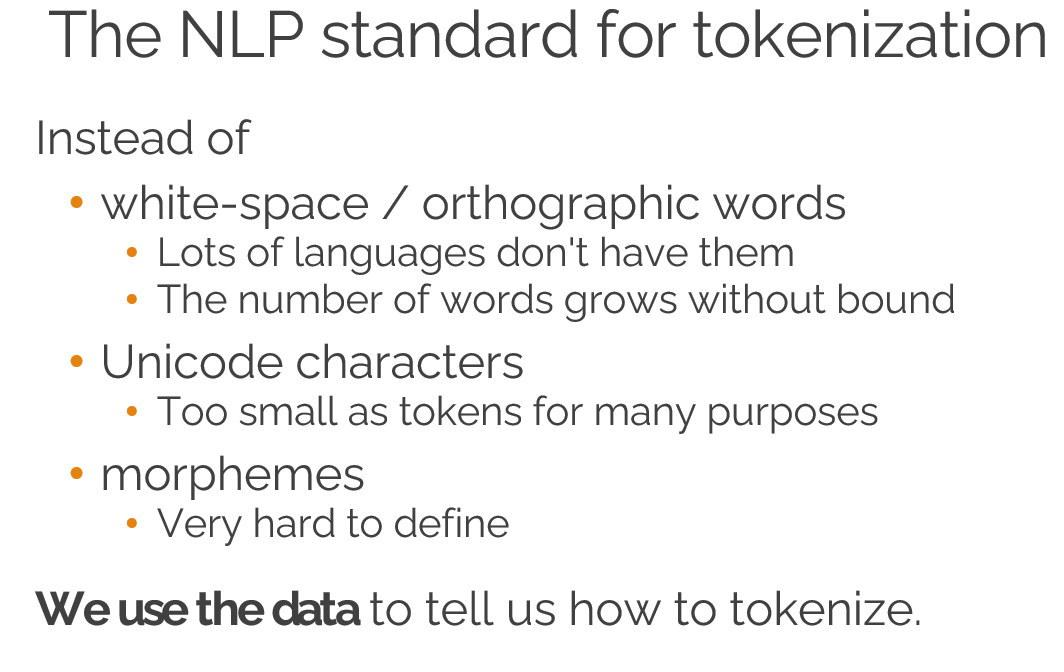 The NLP standard for tokenization
Instead of
• white-space / orthographic words
• Lots of languages don't have them
• The number of words grows without bound
• Unicode characters
• Too small as tokens for many purposes
• morphemes
• Very hard to define
We use the data to tell us how to tokenize.